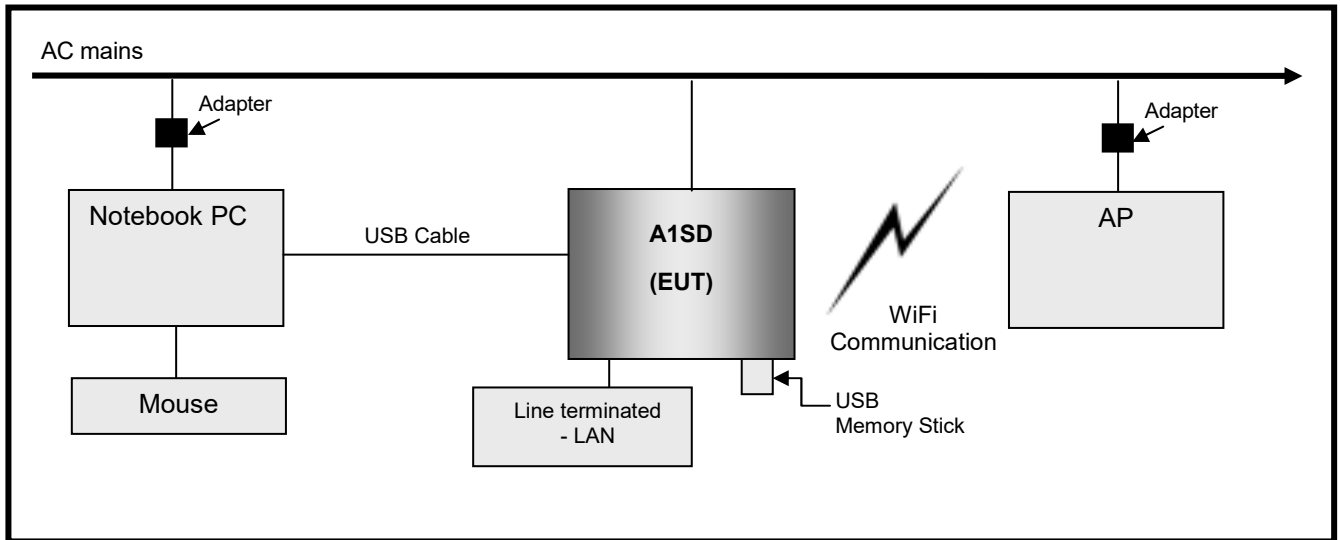 AC mains
Adapter
Adapter
Notebook PC
USB Cable
A1SD
(EUT)
AP
WiFi
Communication
Mouse
Line terminated
- LAN
USB
Memory Stick